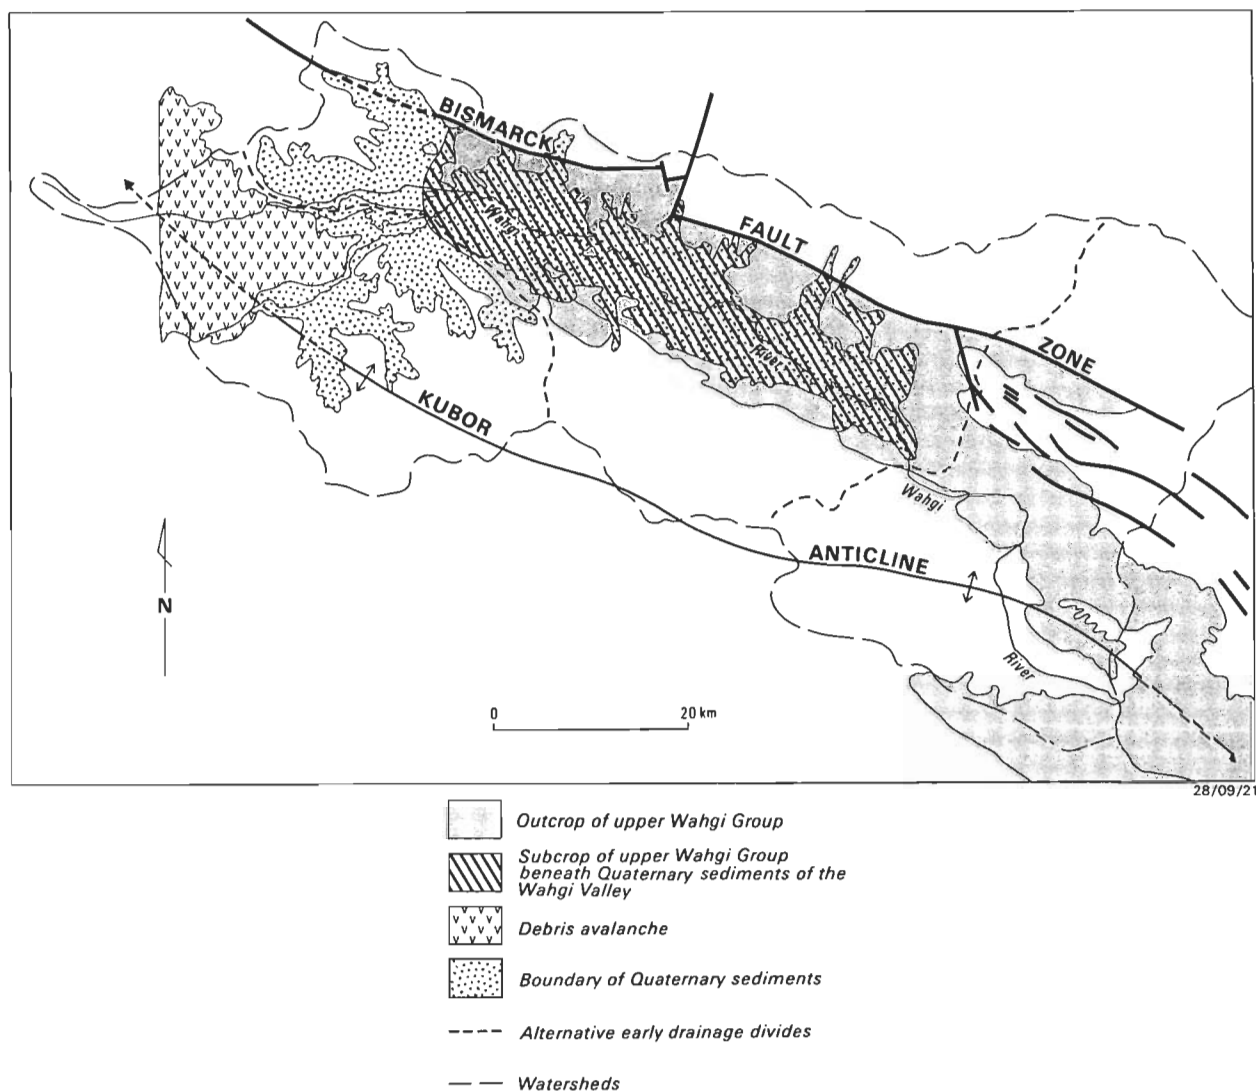 BISMARCK
FAULT
ZONE
Wahgi
River
KUBOR
ANTICLINE
Wahgi
River
N
0 20 km
28/09/21
Outcrop of upper Wahgi Group
Subcrop of upper Wahgi Group
beneath Quaternary sediments of the
Wahgi Valley
Debris avalanche
Boundary of Quaternary sediments
Alternative early drainage divides
Watersheds